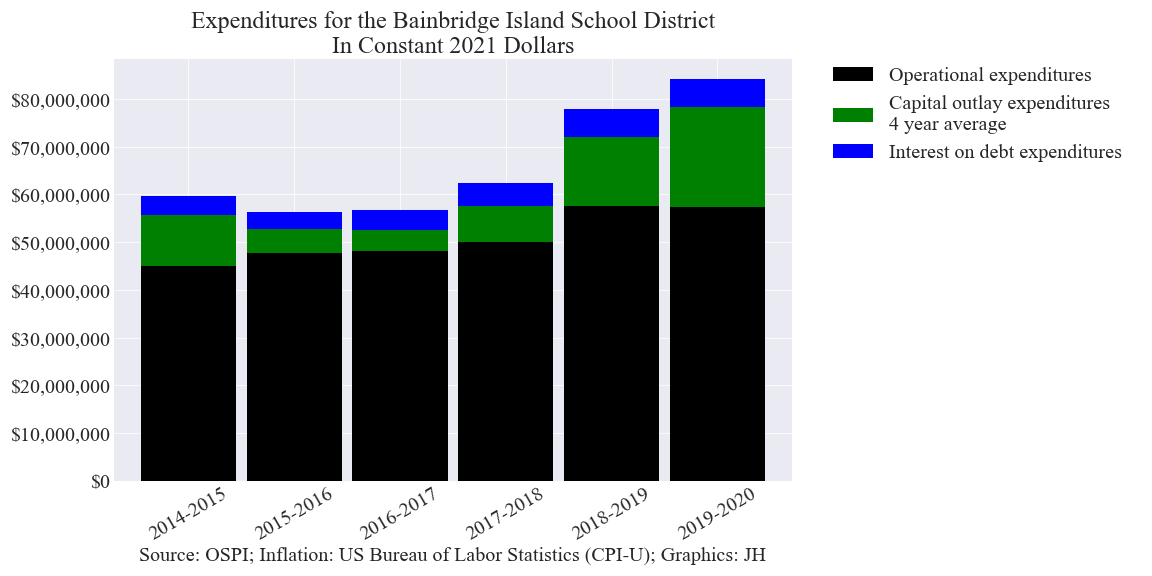 Expenditures for the Bainbridge Island School District
In Constant 2021 Dollars
Operational expenditures
Capital outlay expenditures
4 year average
Interest on debt expenditures
$80,000,000
$70,000,000
$60,000,000
$50,000,000
$40,000,000
$30,000,000
$20,000,000
$10,000,000
$0
2014-2015
2015-2016
2016-2017
2017-2018
2018-2019
2019-2020
Source: OSPI; Inflation: US Bureau of Labor Statistics (CPI-U); Graphics: JH